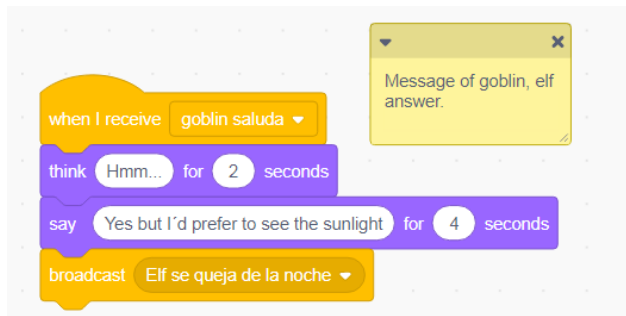 Message of goblin, elf
answer.
when I receive goblin saluda
think Hmm... for 2 seconds
say Yes but I´d prefer to see the sunlight for 4 seconds
broadcast Elf se queja de la noche